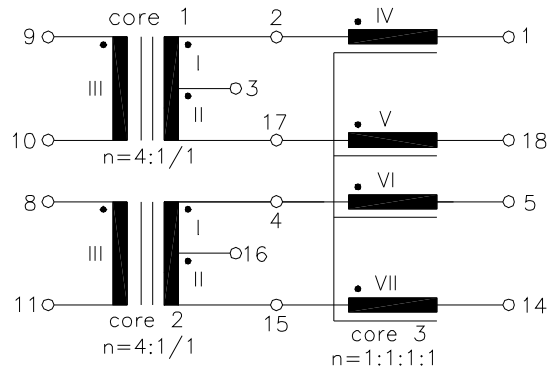 core 1
9
2
IV
1
I
III
3
II
10
17
V
18
n=4:1/1
8
4
VI
5
I
III
16
II
11
15
VII
14
core 2
n=4:1/1
core 3
n=1:1:1:1